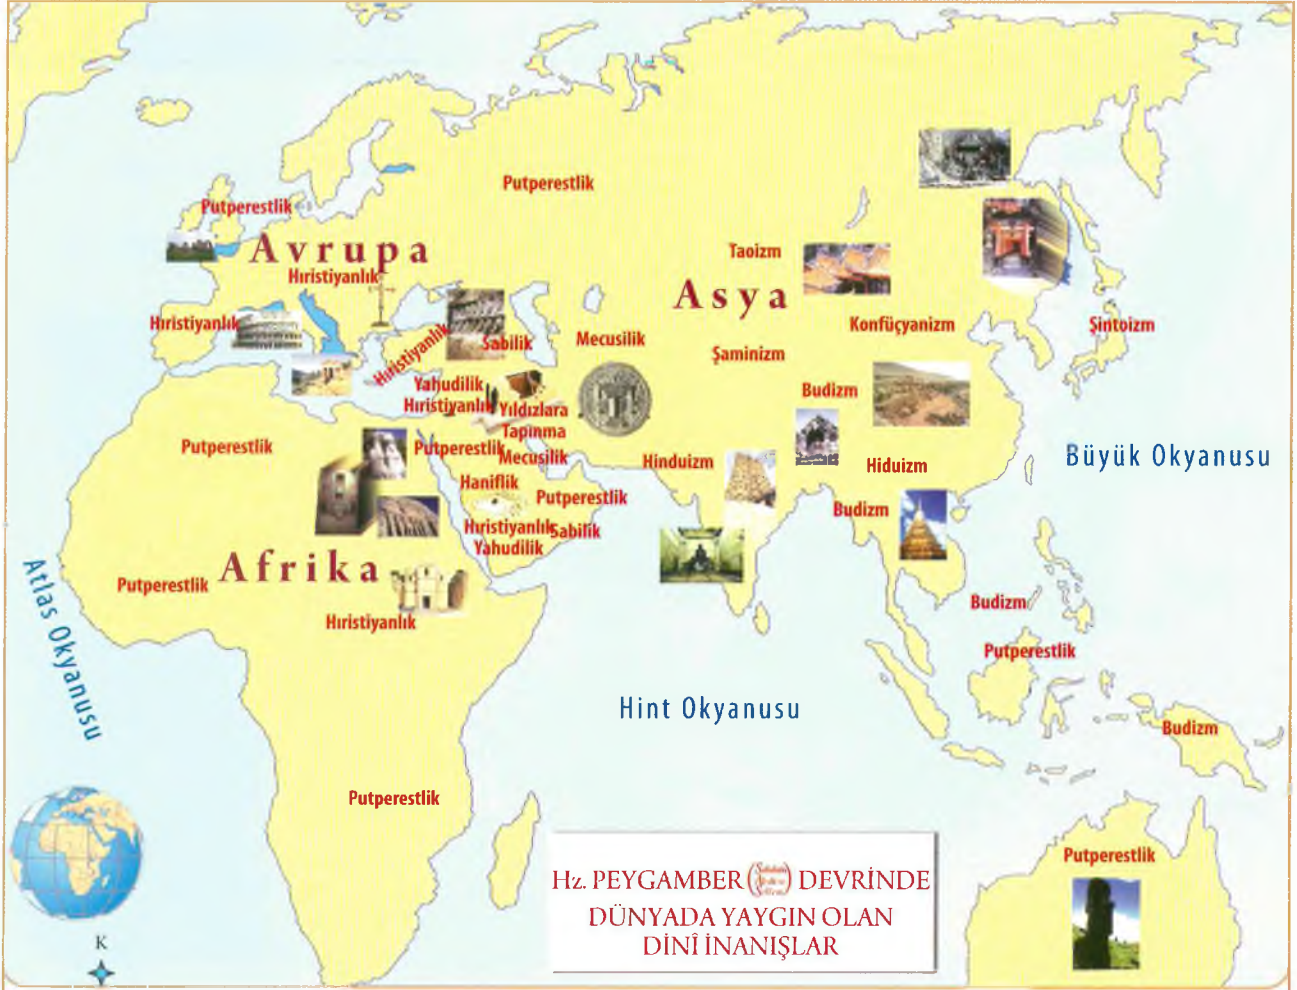 Putperestlik
Putperestlik
Avrupa
Hıristiyanlık
Hıristiyanlık
Hıristiyanlık
Sabilik
Mecusilik
Taoizm
Asya
Konfüçyanizm
Şintoizm
Şaminizm
Budizm
Yahudilik
Hıristiyanlık
Yıldızlara
Tapınma
Putperestlik
Putperestlik
Mecusilik
Haniflik
Putperestlik
Hıristiyanlık
Sabilik
Yahudilik
Hinduizm
Hiduizm
Budizm
Büyük Okyanusu
Afrika
Putperestlik
Hıristiyanlık
Atlas Okyanusu
Budizm
Putperestlik
Hint Okyanusu
Budizm
Putperestlik
Putperestlik
K
Hz. PEYGAMBER DEVRİNDE
DÜNYADA YAYGIN OLAN
DİNÎ İNANIŞLAR